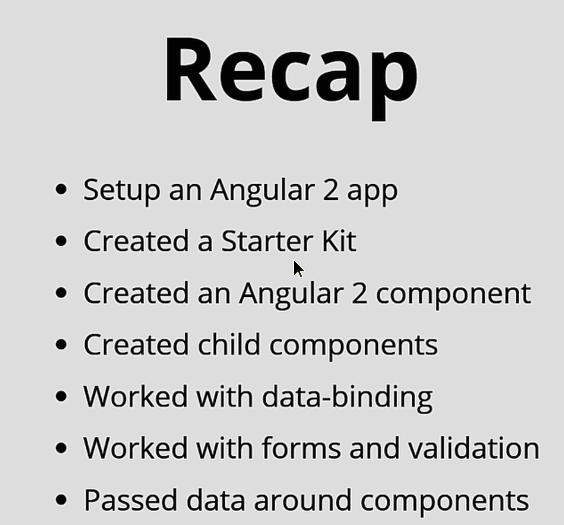 Recap
• Setup an Angular 2 app
• Created a Starter Kit
• Created an Angular 2 component
• Created child components
• Worked with data-binding
• Worked with forms and validation
• Passed data around components